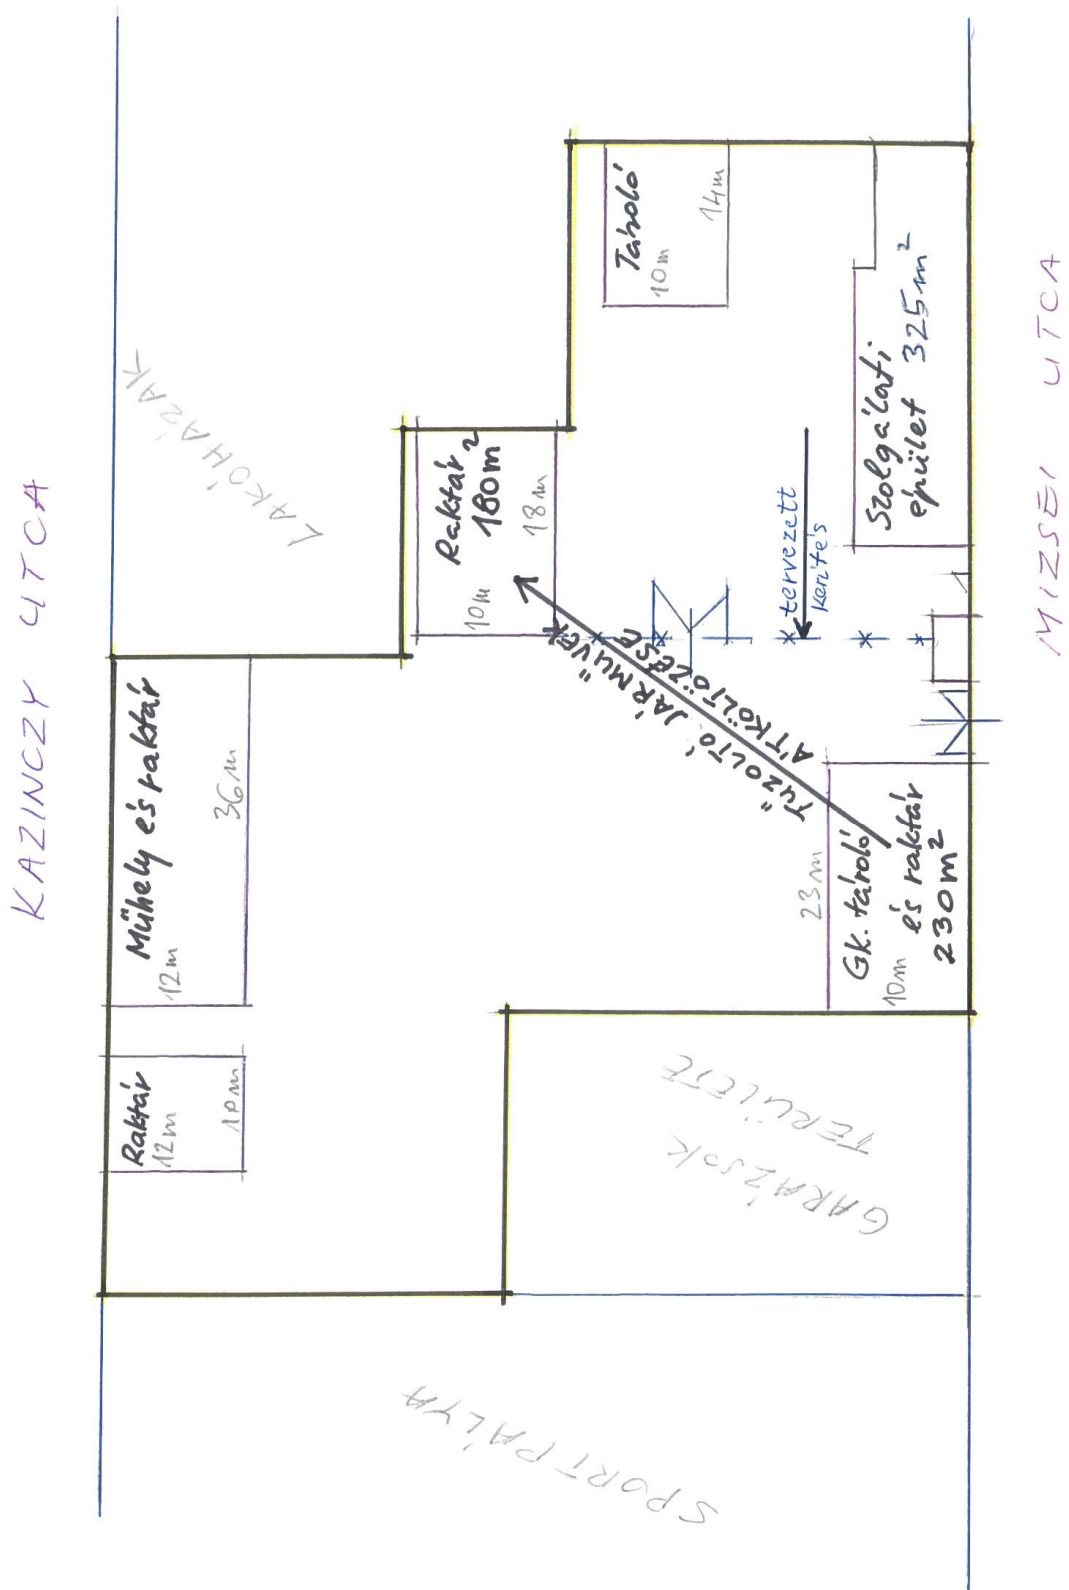 KAZINCZY UTCA
LAKÓHÁZAK
Raktár
12m
10m
Műhely és raktár
12m
36m
Raktár
180m²
10m
18m
Tároló
10m
14m
TŰZOLTÓ JÁRMŰVEK
ÁTKÖLTÖZÉSE
tervezett
kerítés
Szolgálati
épület 325m²
23m
Gk. tároló
és raktár
10m
230m²
GARÁZSOK
TERÜLETE
SPORTPÁLYA
MIZSEI UTCA